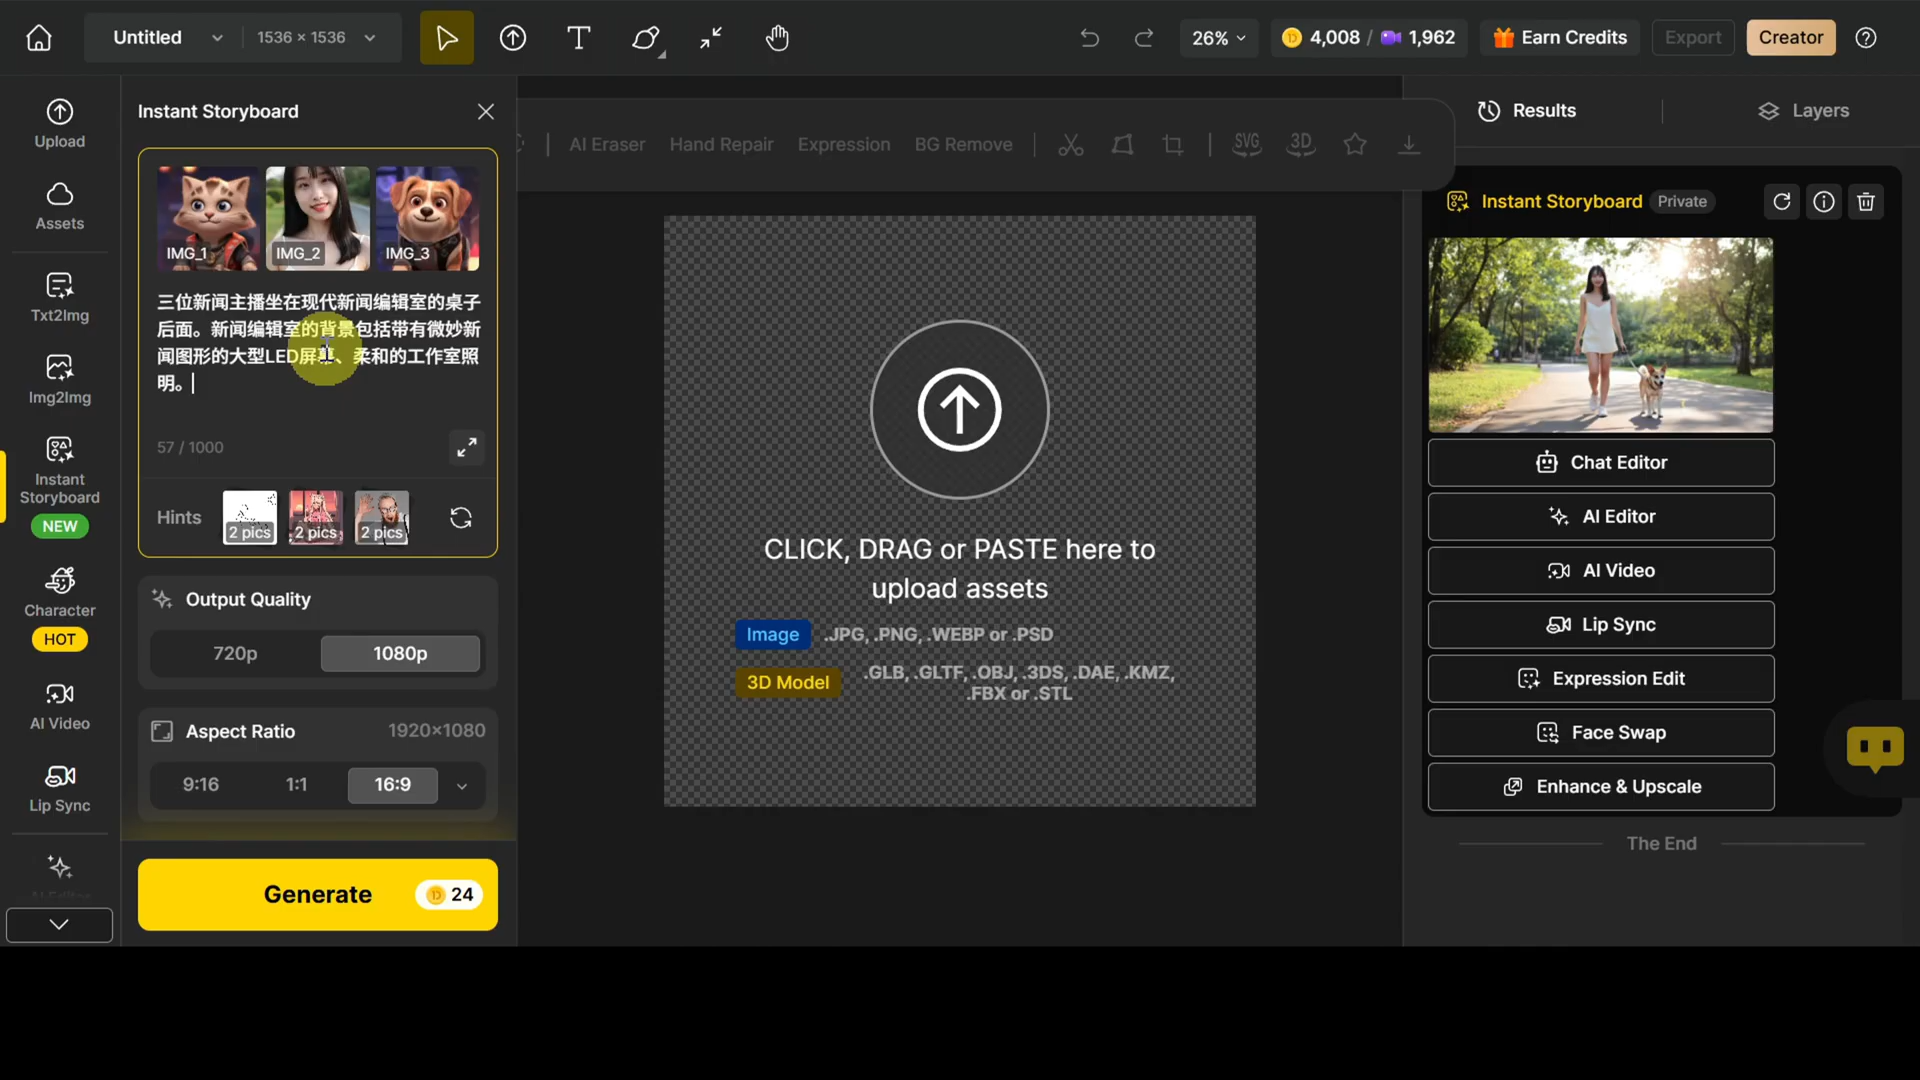 Untitled
1536 × 1536
26%
4,008 / 1,962
Earn Credits
Export
Creator
Upload
Assets
Txt2Img
Img2Img
Instant
Storyboard
NEW
Character
HOT
AI Video
Lip Sync
Instant Storyboard
IMG_1
IMG_2
IMG_3
三位新闻主播坐在现代新闻编辑室的桌子
后面。新闻编辑室的背景包括带有微妙新
闻图形的大型LED屏幕、柔和的工作室照
明。
57 / 1000
Hints
2 pics
2 pics
2 pics
Output Quality
720p
1080p
Aspect Ratio
1920×1080
9:16
1:1
16:9
Generate
24
AI Eraser
Hand Repair
Expression
BG Remove
SVG
3D
CLICK, DRAG or PASTE here to
upload assets
Image
.JPG, .PNG, .WEBP or .PSD
3D Model
.GLB, .GLTF, .OBJ, .3DS, .DAE, .KMZ,
.FBX or .STL
Results
Layers
Instant Storyboard
Private
Chat Editor
AI Editor
AI Video
Lip Sync
Expression Edit
Face Swap
Enhance & Upscale
The End